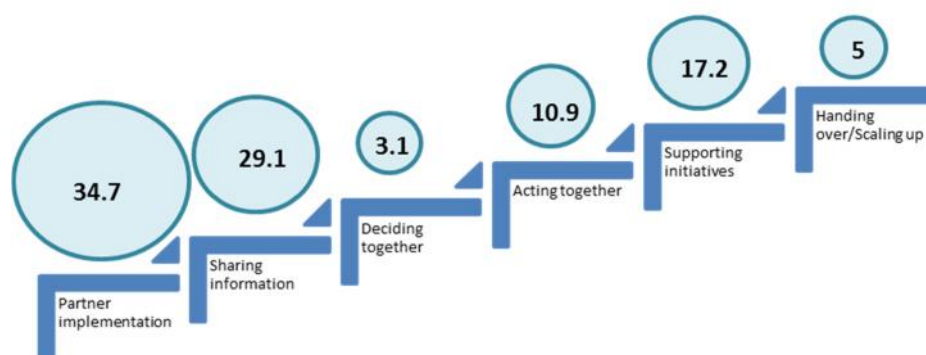 34.7
Partner
implementation
29.1
Sharing
information
3.1
Deciding
together
10.9
Acting together
17.2
Supporting
initiatives
5
Handing
over/Scaling up